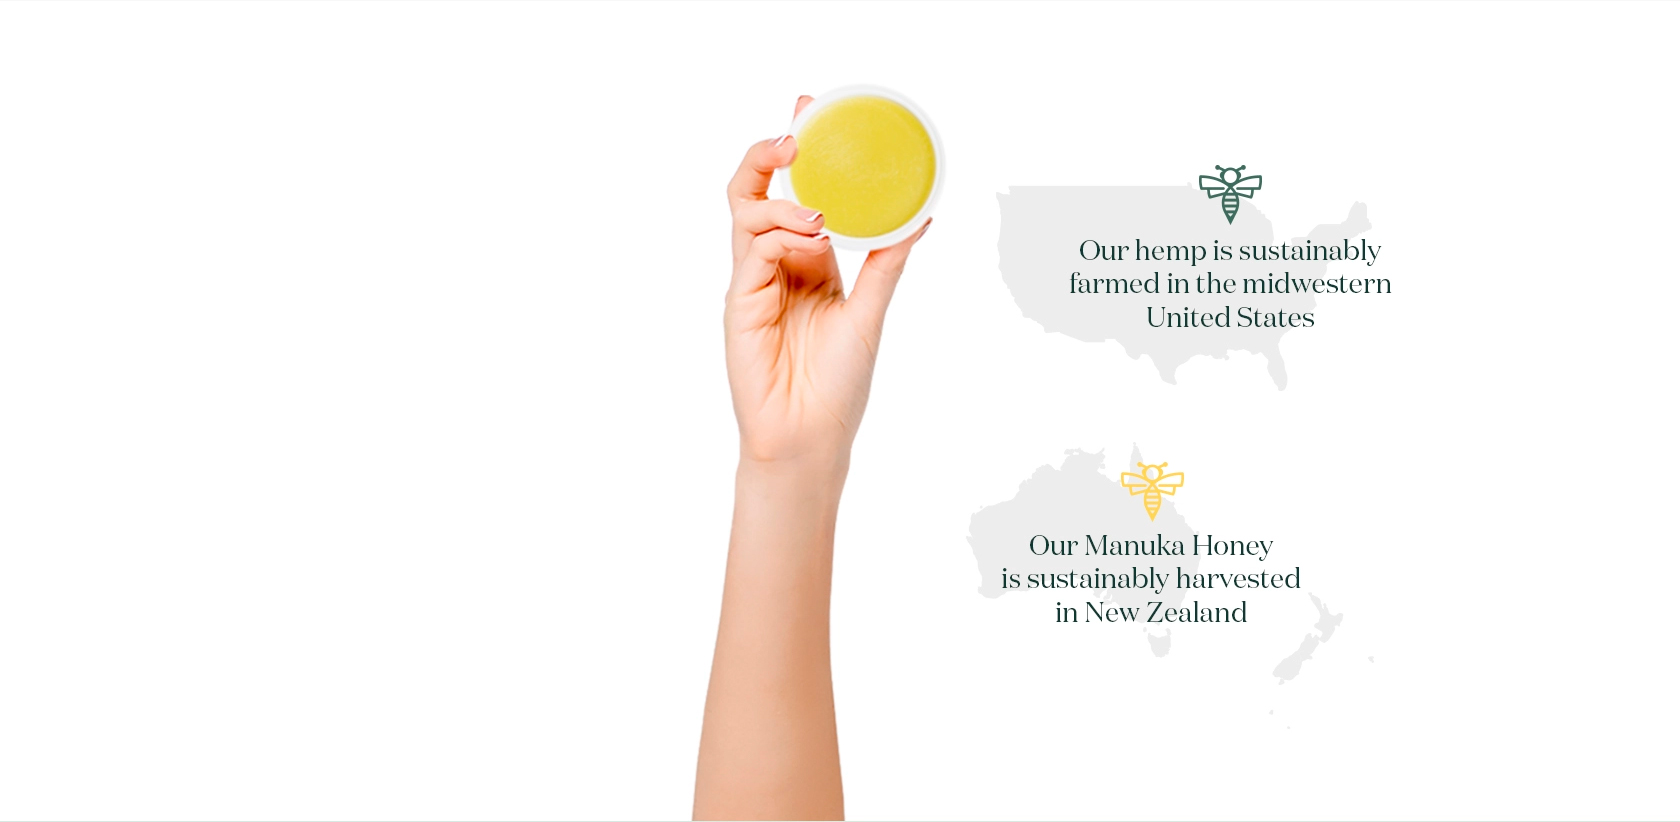 Our hemp is sustainably
farmed in the midwestern
United States
Our Manuka Honey
is sustainably harvested
in New Zealand